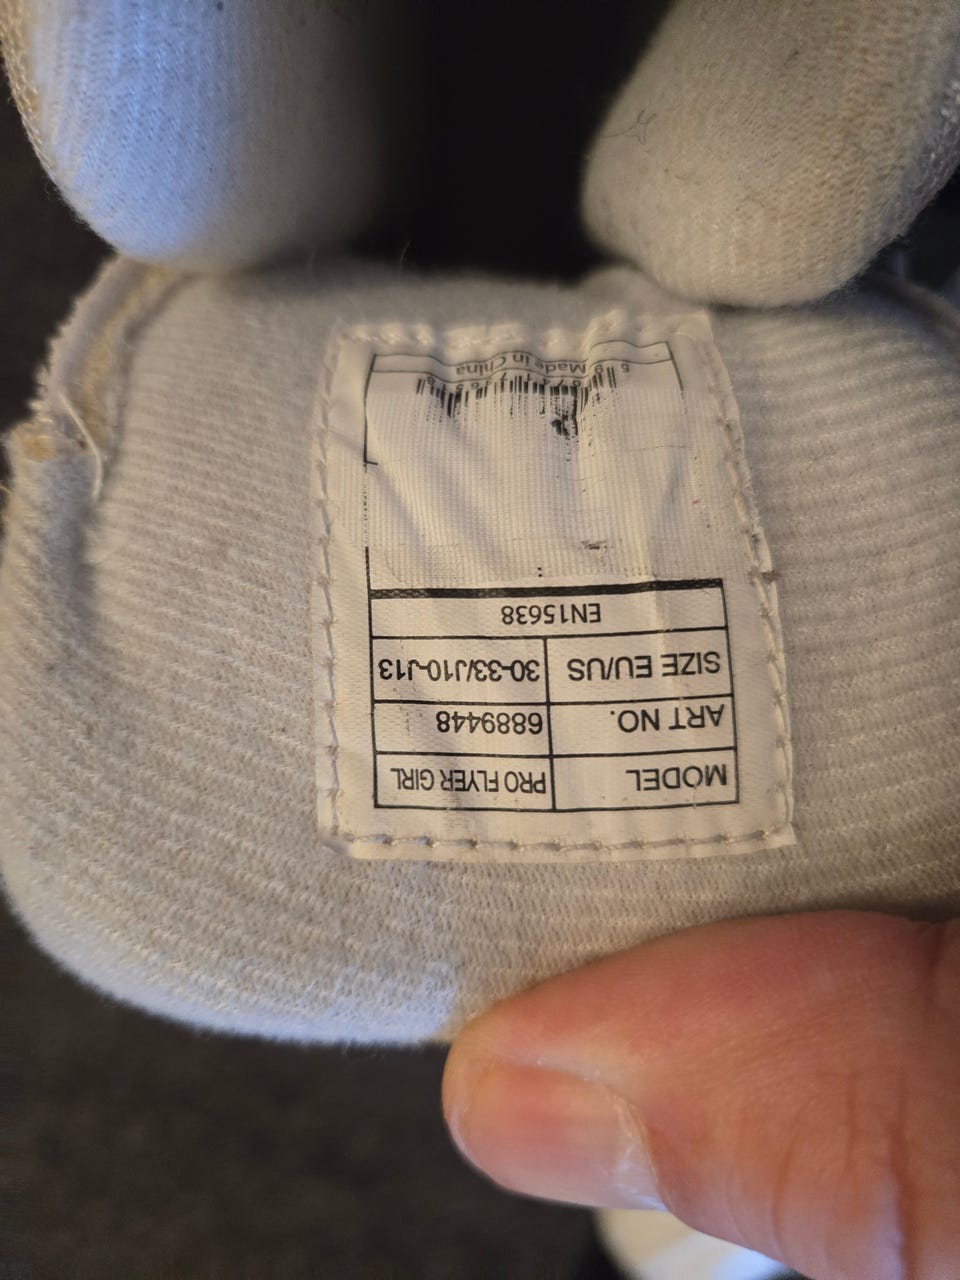 MODEL PRO FLYER GIRL
ART NO. 6889448
SIZE EU/US 30-33/J10-J13
EN15638
Made in China